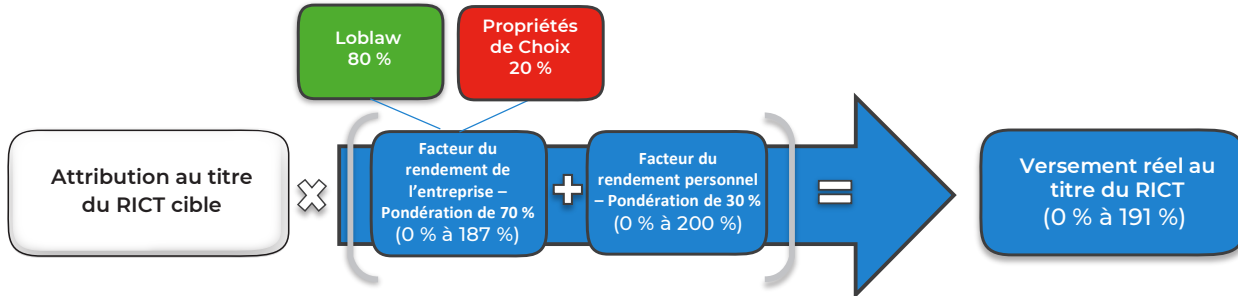 Loblaw
80 %
Propriétés
de Choix
20 %
Attribution au titre
du RICT cible
×
Facteur du
rendement de
l’entreprise –
Pondération de 70 %
(0 % à 187 %)
+
Facteur du
rendement personnel
– Pondération de 30 %
(0 % à 200 %)
=
Versement réel au
titre du RICT
(0 % à 191 %)